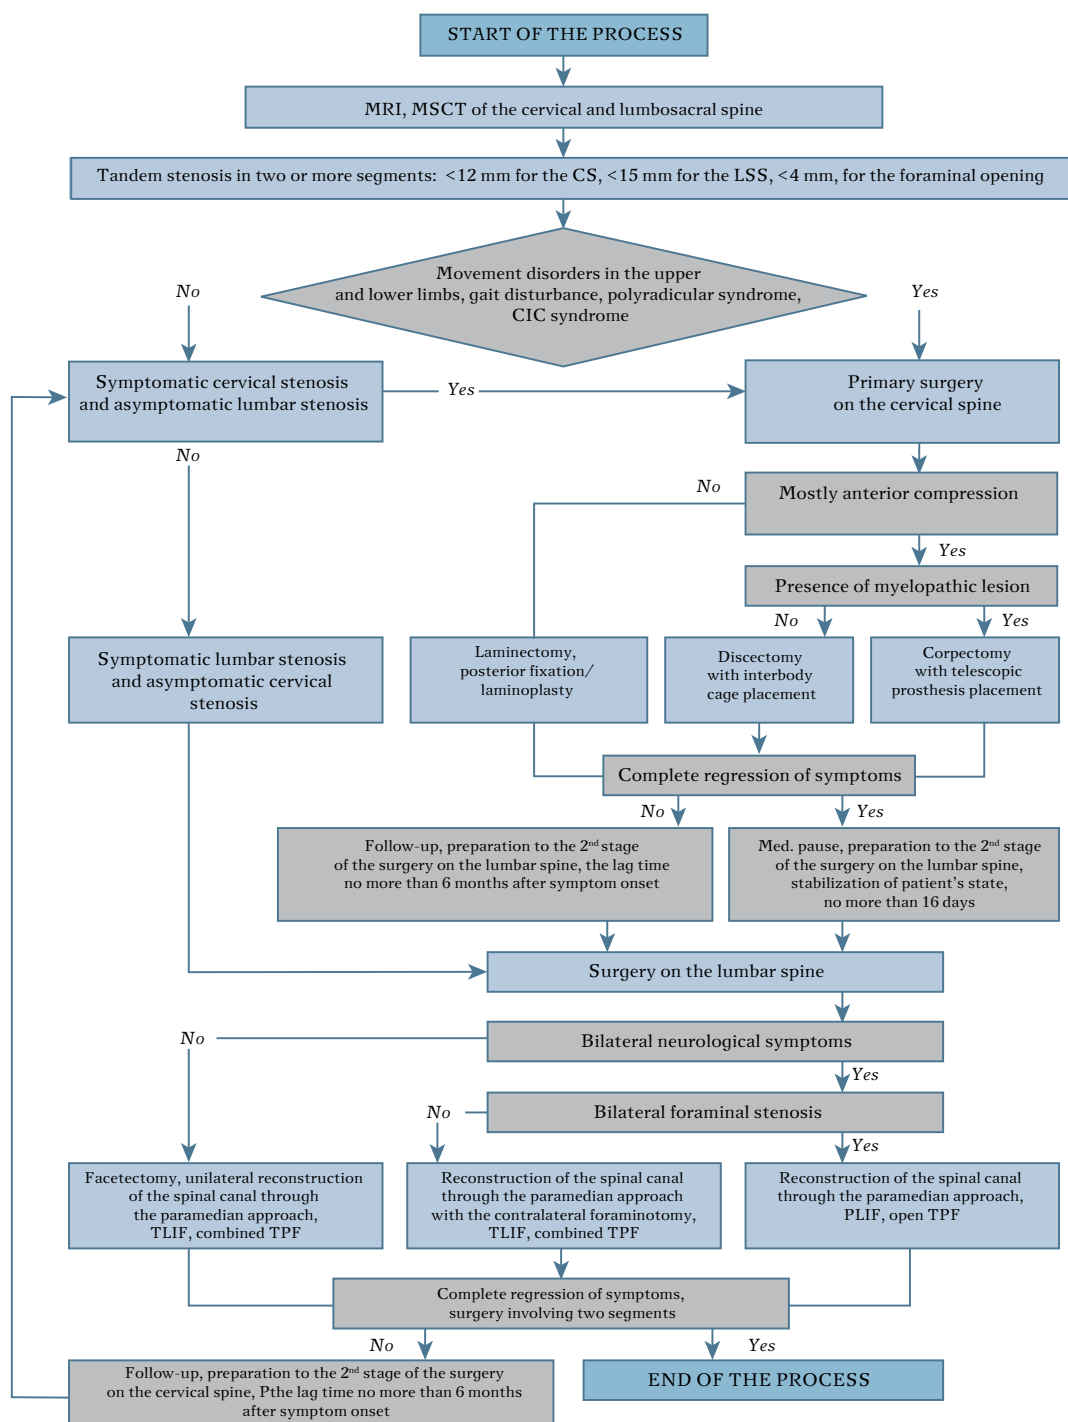 START OF THE PROCESS
MRI, MSCT of the cervical and lumbosacral spine
Tandem stenosis in two or more segments: <12 mm for the CS, <15 mm for the LSS, <4 mm, for the foraminal opening
Movement disorders in the upper
and lower limbs, gait disturbance, polyradicular syndrome,
CIC syndrome
No
Yes
Symptomatic cervical stenosis
and asymptomatic lumbar stenosis
Yes
Primary surgery
on the cervical spine
No
No
Mostly anterior compression
Yes
Presence of myelopathic lesion
No
Yes
Symptomatic lumbar stenosis
and asymptomatic cervical
stenosis
Laminectomy,
posterior fixation/
laminoplasty
Discectomy
with interbody
cage placement
Corpectomy
with telescopic
prosthesis placement
Complete regression of symptoms
No
Yes
Follow-up, preparation to the 2nd stage
of the surgery on the lumbar spine, the lag time
no more than 6 months after symptom onset
Med. pause, preparation to the 2nd stage
of the surgery on the lumbar spine,
stabilization of patient's state,
no more than 16 days
Surgery on the lumbar spine
No
Bilateral neurological symptoms
Yes
No
Bilateral foraminal stenosis
Yes
Facetectomy, unilateral reconstruction
of the spinal canal through
the paramedian approach,
TLIF, combined TPF
Reconstruction of the spinal canal
through the paramedian approach
with the contralateral foraminotomy,
TLIF, combined TPF
Reconstruction of the spinal canal
through the paramedian approach,
PLIF, open TPF
Complete regression of symptoms,
surgery involving two segments
No
Yes
Follow-up, preparation to the 2nd stage of the surgery
on the cervical spine, Pthe lag time no more than 6 months
after symptom onset
END OF THE PROCESS